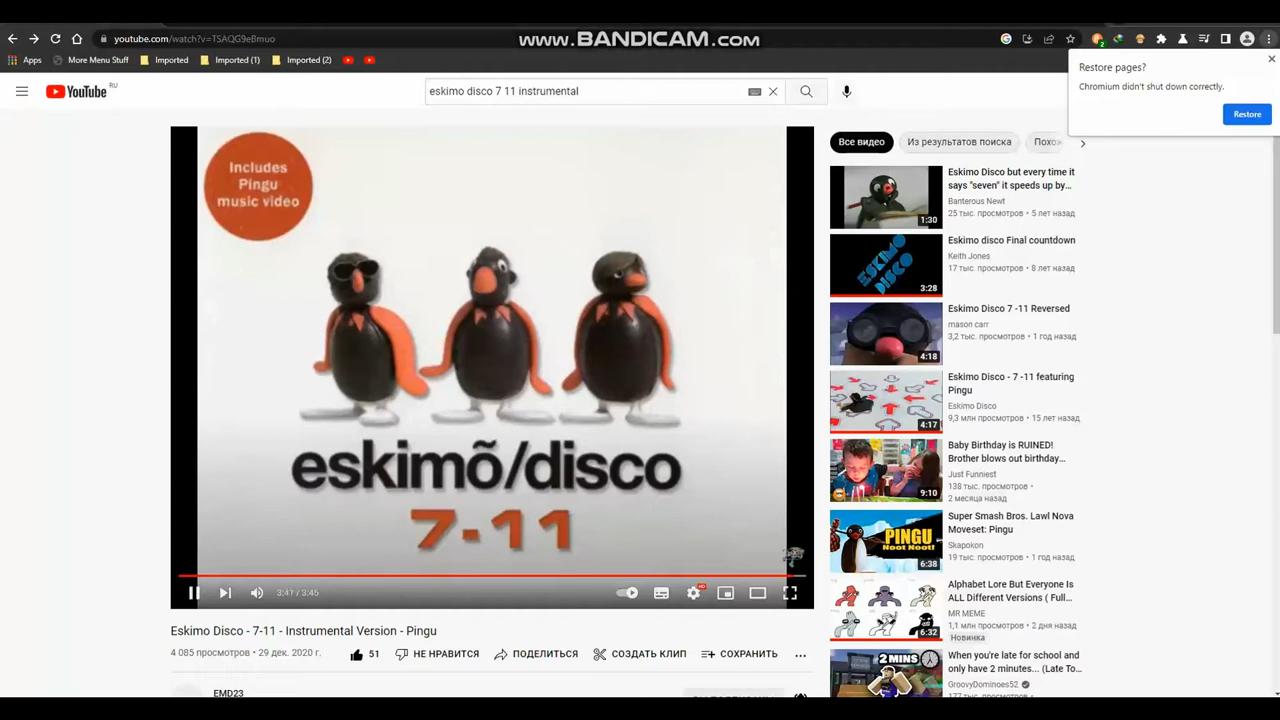 www.BANDICAM.com
youtube.com/watch?v=TSAQG9eBmuo
Apps
More Menu Stuff
Imported
Imported (1)
Imported (2)
Restore pages?
Chromium didn't shut down correctly.
Restore
YouTube RU
eskimo disco 7 11 instrumental
Includes
Pingu
music video
eskimõ/disco
7-11
3:41 / 3:45
HD
Eskimo Disco - 7-11 - Instrumental Version - Pingu
4 085 просмотров • 29 дек. 2020 г.
51
НЕ НРАВИТСЯ
ПОДЕЛИТЬСЯ
СОЗДАТЬ КЛИП
СОХРАНИТЬ
EMD23
Все видео
Из результатов поиска
Похож
Eskimo Disco but every time it
says "seven" it speeds up by...
Banterous Newt
25 тыс. просмотров • 5 лет назад
1:30
ESKIMO
DISCO
Eskimo disco Final countdown
Keith Jones
17 тыс. просмотров • 8 лет назад
3:28
Eskimo Disco 7 -11 Reversed
mason carr
3,2 тыс. просмотров • 1 год назад
4:18
Eskimo Disco - 7 -11 featuring
Pingu
Eskimo Disco
9,3 млн просмотров • 15 лет назад
4:17
Baby Birthday is RUINED!
Brother blows out birthday...
Just Funniest
138 тыс. просмотров •
2 месяца назад
9:10
PINGU
NOOT NOOT!
Super Smash Bros. Lawl Nova
Moveset: Pingu
Skapokon
19 тыс. просмотров • 1 год назад
6:38
Alphabet Lore But Everyone Is
ALL Different Versions ( Full...
MR MEME
1,1 млн просмотров • 2 дня назад
Новинка
6:32
2 MINS
When you're late for school and
only have 2 minutes... (Late To...
GroovyDominoes52
177 тыс. просмотров •